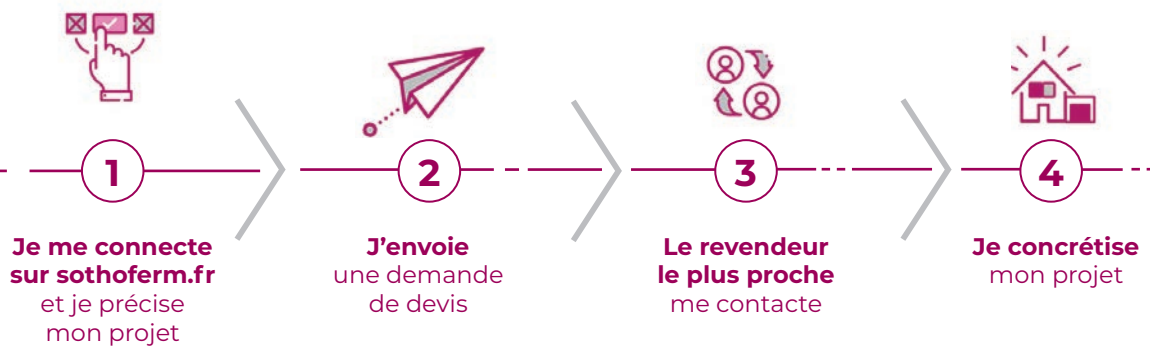 1
Je me connecte
sur sothoferm.fr
et je précise
mon projet
2
J’envoie
une demande
de devis
3
Le revendeur
le plus proche
me contacte
4
Je concrétise
mon projet